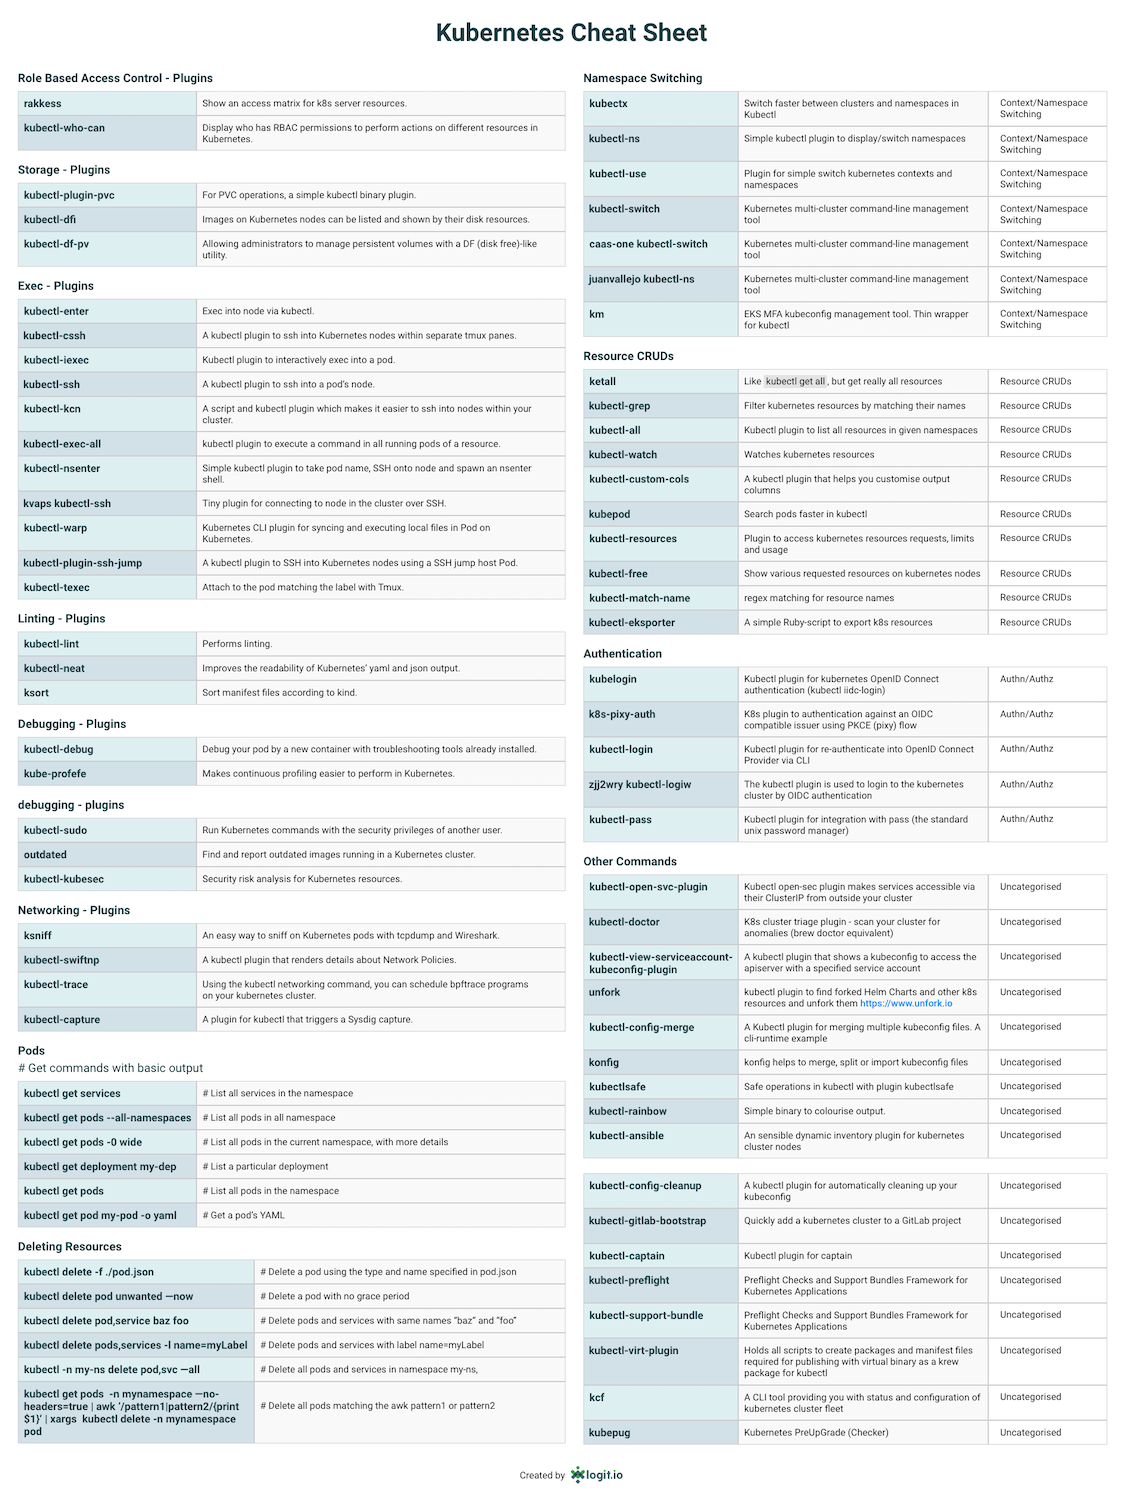 Kubernetes Cheat Sheet
Role Based Access Control - Plugins
rakkess Show an access matrix for k8s server resources.
kubectl-who-can Display who has RBAC permissions to perform actions on different resources in
Kubernetes.
Storage - Plugins
kubectl-plugin-pvc For PVC operations, a simple kubectl binary plugin.
kubectl-dfi Images on Kubernetes nodes can be listed and shown by their disk resources.
kubectl-df-pv Allowing administrators to manage persistent volumes with a DF (disk free)-like
utility.
Exec - Plugins
kubectl-enter Exec into node via kubectl.
kubectl-cssh A kubectl plugin to ssh into Kubernetes nodes within separate tmux panes.
kubectl-iexec Kubectl plugin to interactively exec into a pod.
kubectl-ssh A kubectl plugin to ssh into a pod's node.
kubectl-kcn A script and kubectl plugin which makes it easier to ssh into nodes within your
cluster.
kubectl-exec-all kubectl plugin to execute a command in all running pods of a resource.
kubectl-nsenter Simple kubectl plugin to take pod name, SSH onto node and spawn an nsenter
shell.
kvaps kubectl-ssh Tiny plugin for connecting to node in the cluster over SSH.
kubectl-warp Kubernetes CLI plugin for syncing and executing local files in Pod on
Kubernetes.
kubectl-plugin-ssh-jump A kubectl plugin to SSH into Kubernetes nodes using a SSH jump host Pod.
kubectl-texec Attach to the pod matching the label with Tmux.
Linting - Plugins
kubectl-lint Performs linting.
kubectl-neat Improves the readability of Kubernetes' yaml and json output.
ksort Sort manifest files according to kind.
Debugging - Plugins
kubectl-debug Debug your pod by a new container with troubleshooting tools already installed.
kube-profefe Makes continuous profiling easier to perform in Kubernetes.
debugging - plugins
kubectl-sudo Run Kubernetes commands with the security privileges of another user.
outdated Find and report outdated images running in a Kubernetes cluster.
kubectl-kubesec Security risk analysis for Kubernetes resources.
Networking - Plugins
ksniff An easy way to sniff on Kubernetes pods with tcpdump and Wireshark.
kubectl-swiftnp A kubectl plugin that renders details about Network Policies.
kubectl-trace Using the kubectl networking command, you can schedule bpftrace programs
on your kubernetes cluster.
kubectl-capture A plugin for kubectl that triggers a Sysdig capture.
Pods
# Get commands with basic output
kubectl get services # List all services in the namespace
kubectl get pods --all-namespaces # List all pods in all namespace
kubectl get pods -0 wide # List all pods in the current namespace, with more details
kubectl get deployment my-dep # List a particular deployment
kubectl get pods # List all pods in the namespace
kubectl get pod my-pod -o yaml # Get a pod's YAML
Deleting Resources
kubectl delete -f ./pod.json # Delete a pod using the type and name specified in pod.json
kubectl delete pod unwanted —now # Delete a pod with no grace period
kubectl delete pod,service baz foo # Delete pods and services with same names “baz” and “foo”
kubectl delete pods,services -l name=myLabel # Delete pods and services with label name=myLabel
kubectl -n my-ns delete pod,svc —all # Delete all pods and services in namespace my-ns,
kubectl get pods -n mynamespace —no-
headers=true | awk ‘/pattern1|pattern2/{print
$1}’ | xargs kubectl delete -n mynamespace
pod
# Delete all pods matching the awk pattern1 or pattern2
Namespace Switching
kubectx Switch faster between clusters and namespaces in Context/Namespace
Kubectl Switching
kubectl-ns Simple kubectl plugin to display/switch namespaces Context/Namespace
Switching
kubectl-use Plugin for simple switch kubernetes contexts and Context/Namespace
namespaces Switching
kubectl-switch Kubernetes multi-cluster command-line management Context/Namespace
tool Switching
caas-one kubectl-switch Kubernetes multi-cluster command-line management Context/Namespace
tool Switching
juanvallejo kubectl-ns Kubernetes multi-cluster command-line management Context/Namespace
tool Switching
km EKS MFA kubeconfig management tool. Thin wrapper Context/Namespace
for kubectl Switching
Resource CRUDs
ketall Like kubectl get all, but get really all resources Resource CRUDs
kubectl-grep Filter kubernetes resources by matching their names Resource CRUDs
kubectl-all Kubectl plugin to list all resources in given namespaces Resource CRUDs
kubectl-watch Watches kubernetes resources Resource CRUDs
kubectl-custom-cols A kubectl plugin that helps you customise output Resource CRUDs
columns
kubepod Search pods faster in kubectl Resource CRUDs
kubectl-resources Plugin to access kubernetes resources requests, limits Resource CRUDs
and usage
kubectl-free Show various requested resources on kubernetes nodes Resource CRUDs
kubectl-match-name regex matching for resource names Resource CRUDs
kubectl-eksporter A simple Ruby-script to export k8s resources Resource CRUDs
Authentication
kubelogin Kubectl plugin for kubernetes OpenID Connect Authn/Authz
authentication (kubectl iidc-login)
k8s-pixy-auth K8s plugin to authentication against an OIDC Authn/Authz
compatible issuer using PKCE (pixy) flow
kubectl-login Kubectl plugin for re-authenticate into OpenID Connect Authn/Authz
Provider via CLI
zjj2wry kubectl-logiw The kubectl plugin is used to login to the kubernetes Authn/Authz
cluster by OIDC authentication
kubectl-pass Kubectl plugin for integration with pass (the standard Authn/Authz
unix password manager)
Other Commands
kubectl-open-svc-plugin Kubectl open-sec plugin makes services accessible via Uncategorised
their ClusterIP from outside your cluster
kubectl-doctor K8s cluster triage plugin - scan your cluster for Uncategorised
anomalies (brew doctor equivalent)
kubectl-view-serviceaccount- A kubectl plugin that shows a kubeconfig to access the Uncategorised
kubeconfig-plugin apiserver with a specified service account
unfork kubectl plugin to find forked Helm Charts and other k8s Uncategorised
resources and unfork them https://www.unfork.io
kubectl-config-merge A Kubectl plugin for merging multiple kubeconfig files. A Uncategorised
cli-runtime example
konfig konfig helps to merge, split or import kubeconfig files Uncategorised
kubectlsafe Safe operations in kubectl with plugin kubectlsafe Uncategorised
kubectl-rainbow Simple binary to colourise output. Uncategorised
kubectl-ansible An sensible dynamic inventory plugin for kubernetes Uncategorised
cluster nodes
kubectl-config-cleanup A kubectl plugin for automatically cleaning up your Uncategorised
kubeconfig
kubectl-gitlab-bootstrap Quickly add a kubernetes cluster to a GitLab project Uncategorised
kubectl-captain Kubectl plugin for captain Uncategorised
kubectl-preflight Preflight Checks and Support Bundles Framework for Uncategorised
Kubernetes Applications
kubectl-support-bundle Preflight Checks and Support Bundles Framework for Uncategorised
Kubernetes Applications
kubectl-virt-plugin Holds all scripts to create packages and manifest files Uncategorised
required for publishing with virtual binary as a krew
package for kubectl
kcf A CLI tool providing you with status and configuration of Uncategorised
kubernetes cluster fleet
kubepug Kubernetes PreUpGrade (Checker) Uncategorised
Created by logit.io